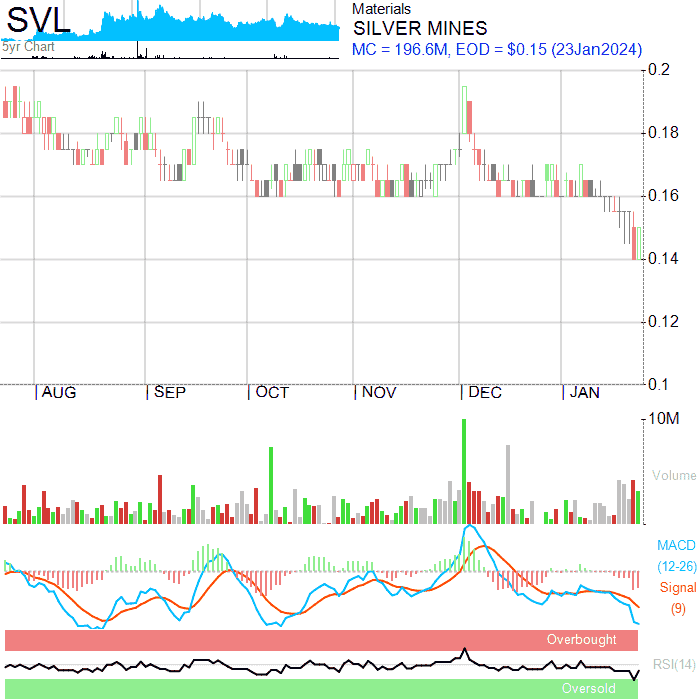 SVL
5yr Chart
Materials
SILVER MINES
MC = 196.6M, EOD = $0.15 (23Jan2024)
0.2
0.18
0.16
0.14
0.12
0.1
AUG SEP OCT NOV DEC JAN
10M
Volume
MACD
(12-26)
Signal
(9)
Overbought
RSI(14)
Oversold